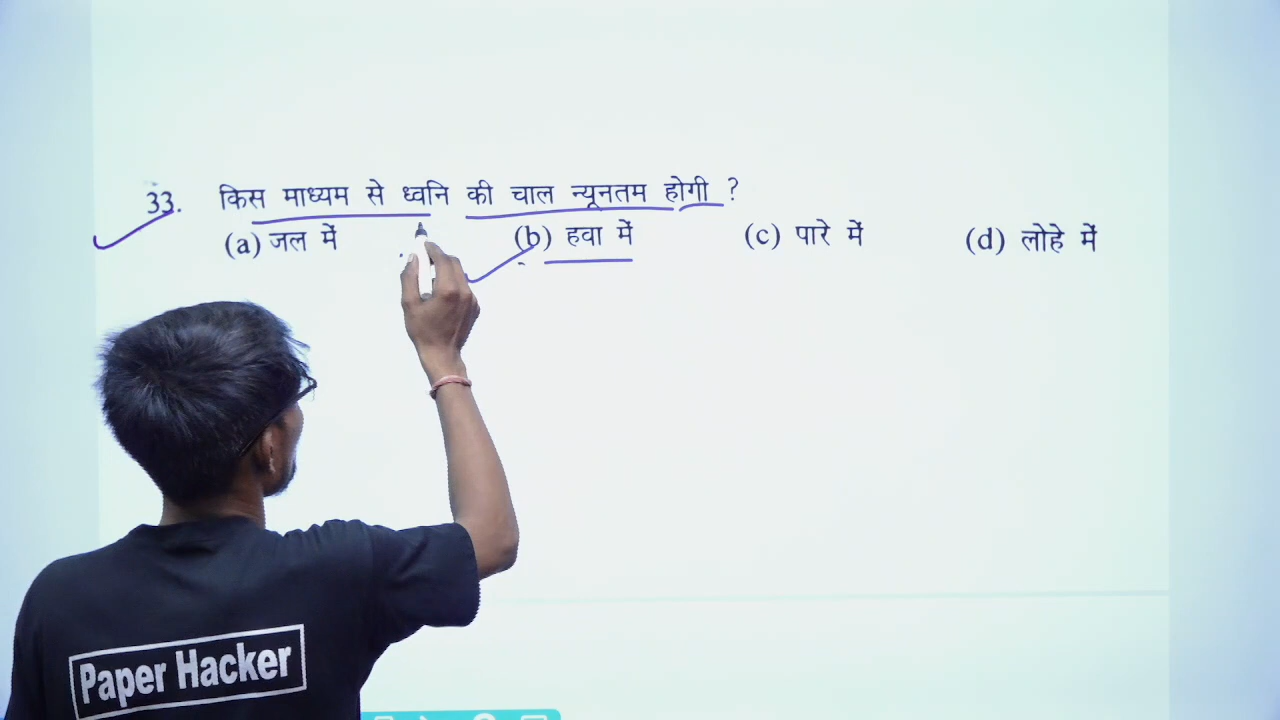 33. किस माध्यम से ध्वनि की चाल न्यूनतम होगी ?
(a) जल में (b) हवा में (c) पारे में (d) लोहे में
Paper Hacker